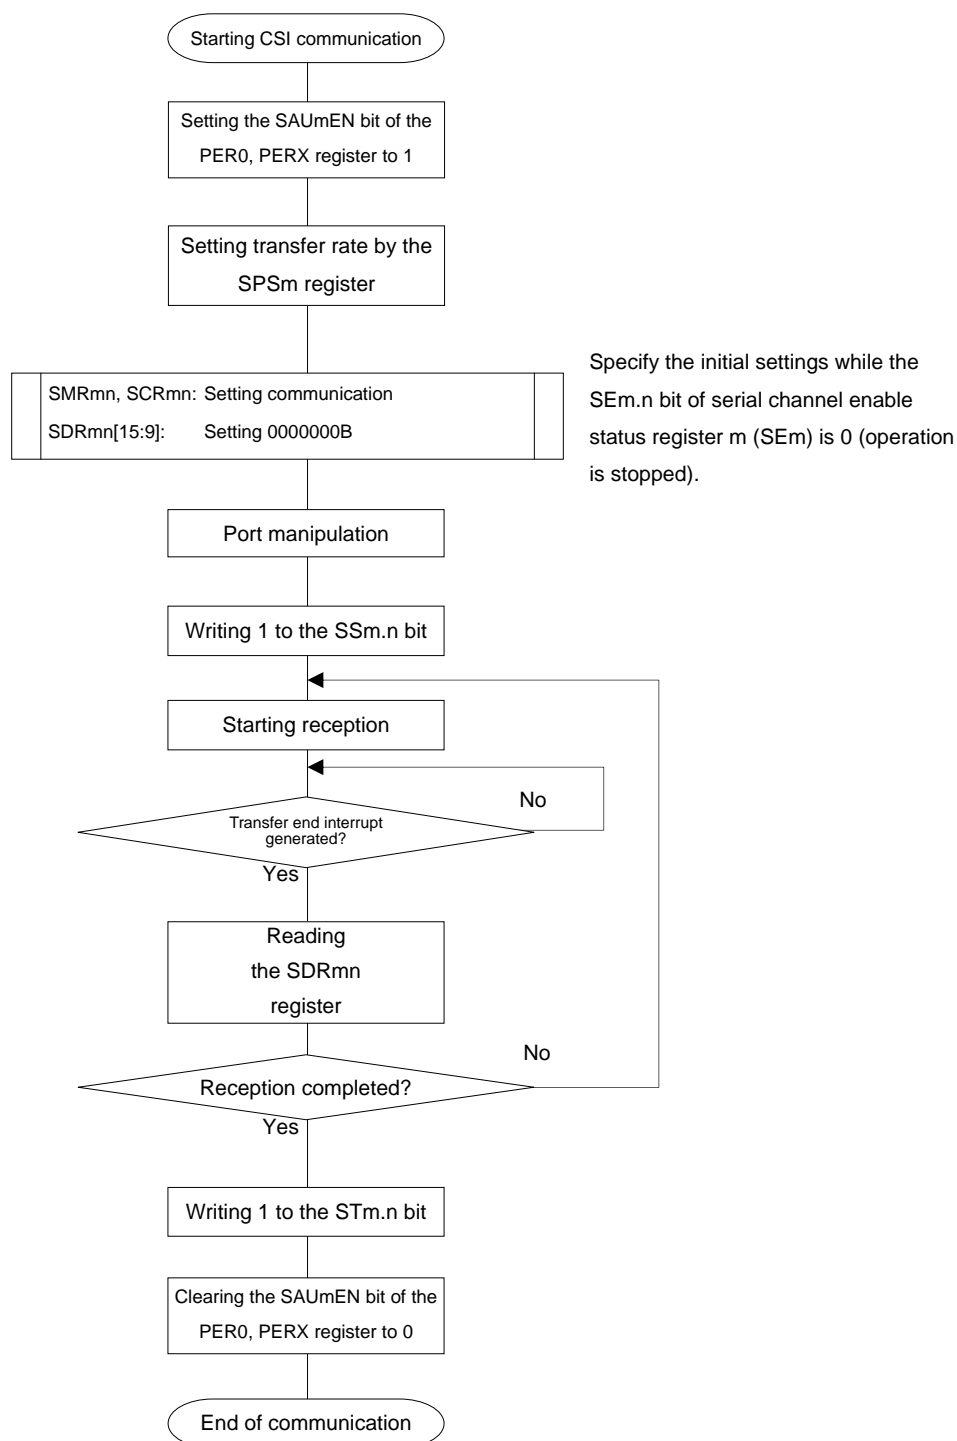 Starting CSI communication
Setting the SAUmEN bit of the
PER0, PERX register to 1
Setting transfer rate by the
SPSm register
SMRmn, SCRmn: Setting communication
SDRmn[15:9]: Setting 0000000B
Specify the initial settings while the
SEm.n bit of serial channel enable
status register m (SEm) is 0 (operation
is stopped).
Port manipulation
Writing 1 to the SSm.n bit
Starting reception
No
Transfer end interrupt
generated?
Yes
Reading
the SDRmn
register
No
Reception completed?
Yes
Writing 1 to the STm.n bit
Clearing the SAUmEN bit of the
PER0, PERX register to 0
End of communication